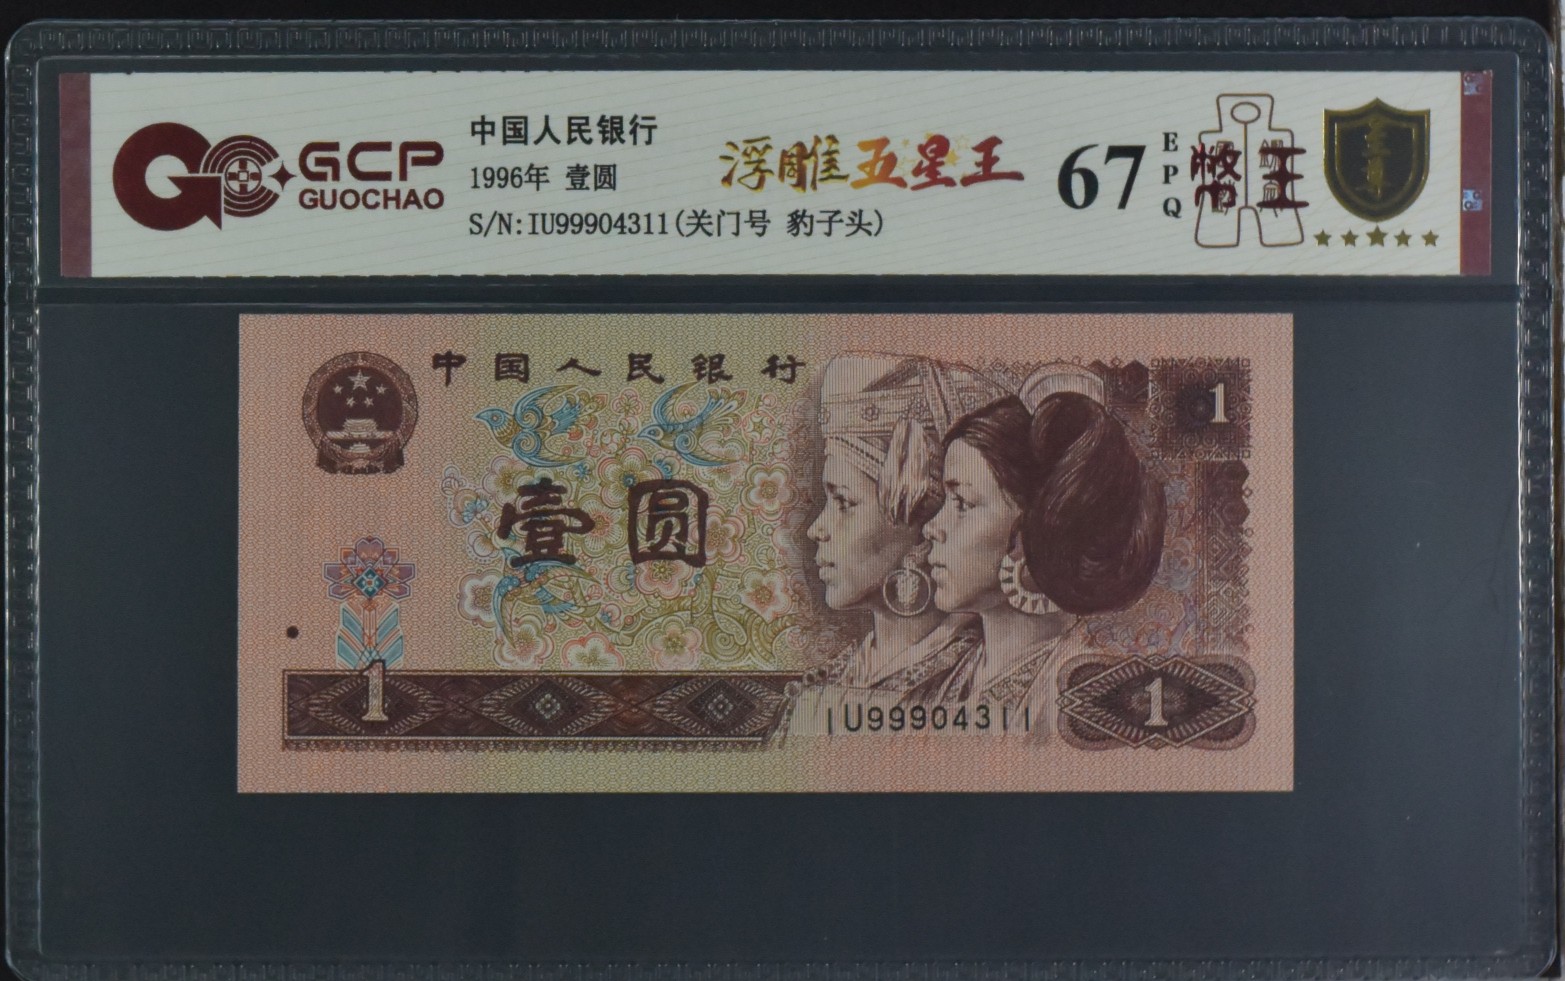 GCP
GUOCHAO
中国人民银行
1996年 壹圆
S/N:IU99904311(关门号 豹子头)
浮雕五星王
67
EPQ
中国人民银行
1
壹圆
1
IU99904311
1